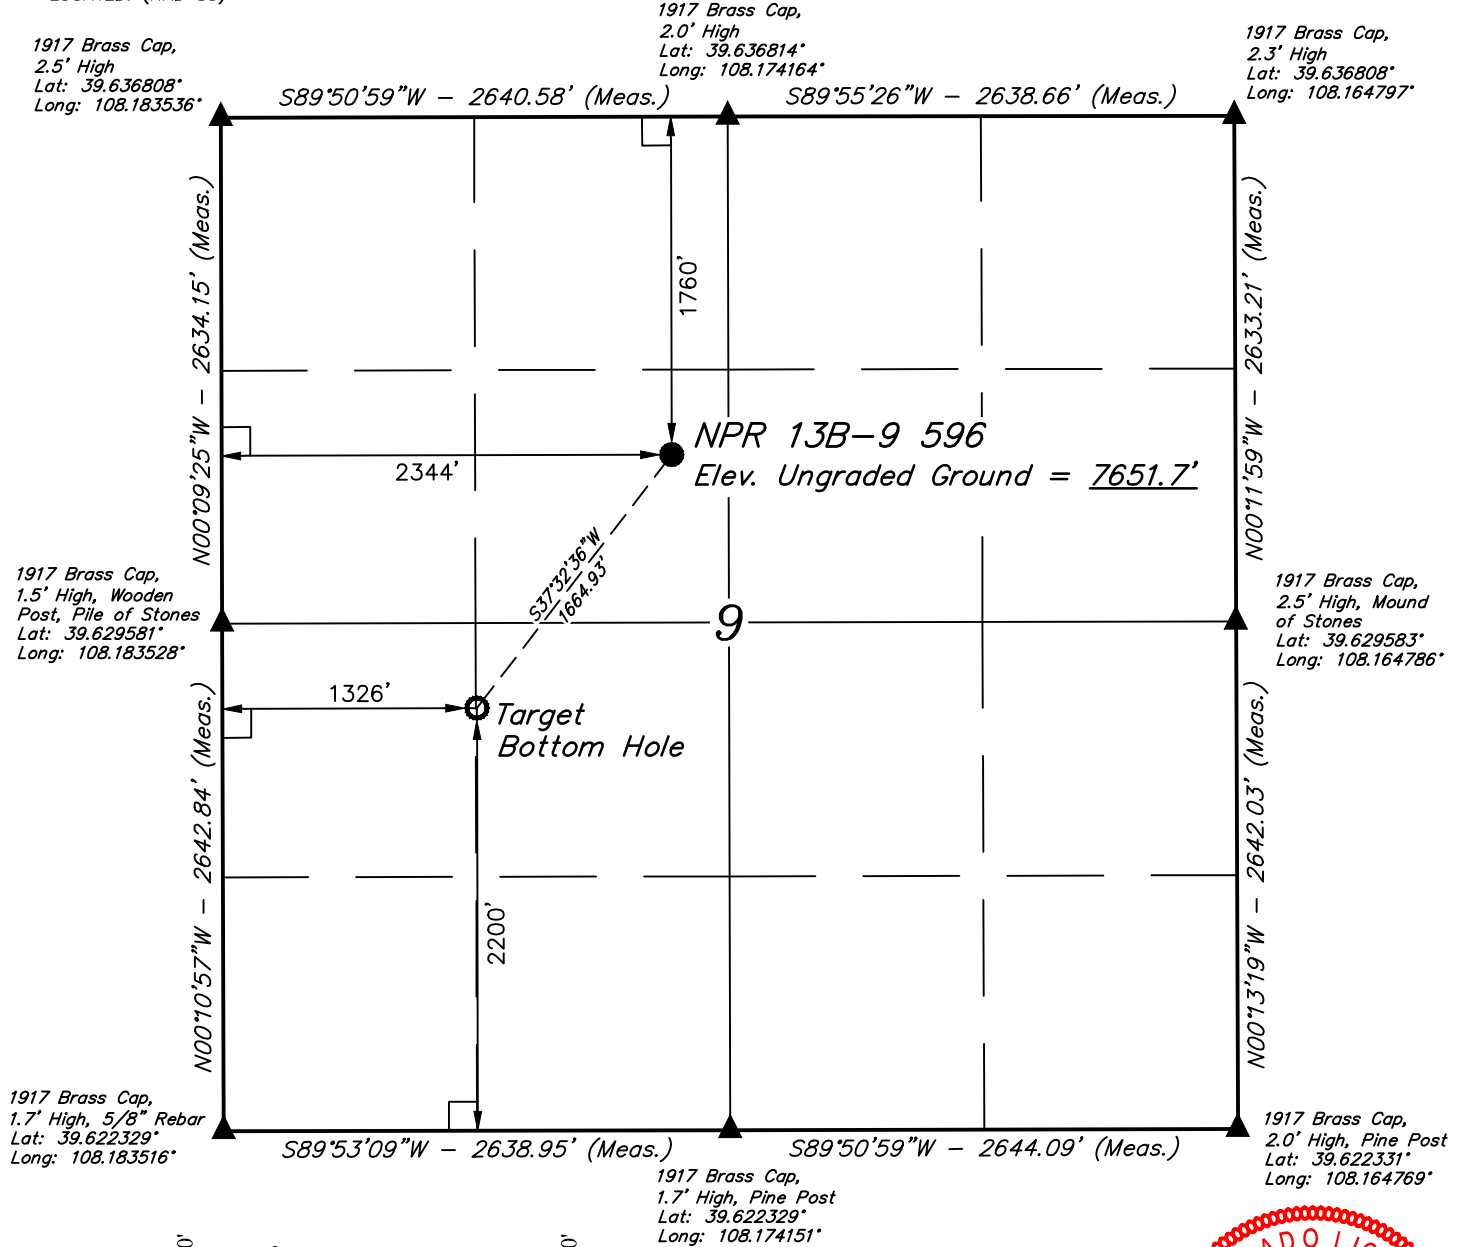 1917 Brass Cap,
2.0' High
Lat: 39.636814°
Long: 108.174164°
1917 Brass Cap,
2.5' High
Lat: 39.636808°
Long: 108.183536°
1917 Brass Cap,
2.3' High
Lat: 39.636808°
Long: 108.164797°
S89°50'59"W - 2640.58' (Meas.)
S89°55'26"W - 2638.66' (Meas.)
N00°09'25"W - 2634.15' (Meas.)
1760'
N00°11'59"W - 2633.21' (Meas.)
NPR 13B-9 596
Elev. Ungraded Ground = 7651.7'
2344'
S37°32'36"W
1664.93'
1917 Brass Cap,
1.5' High, Wooden
Post, Pile of Stones
Lat: 39.629581°
Long: 108.183528°
9
1917 Brass Cap,
2.5' High, Mound
of Stones
Lat: 39.629583°
Long: 108.164786°
1326'
Target
Bottom Hole
N00°10'57"W - 2642.84' (Meas.)
2200'
N00°13'19"W - 2642.03' (Meas.)
1917 Brass Cap,
1.7' High, 5/8" Rebar
Lat: 39.622329°
Long: 108.183516°
S89°53'09"W - 2638.95' (Meas.)
S89°50'59"W - 2644.09' (Meas.)
1917 Brass Cap,
2.0' High, Pine Post
Lat: 39.622331°
Long: 108.164769°
1917 Brass Cap,
1.7' High, Pine Post
Lat: 39.622329°
Long: 108.174151°